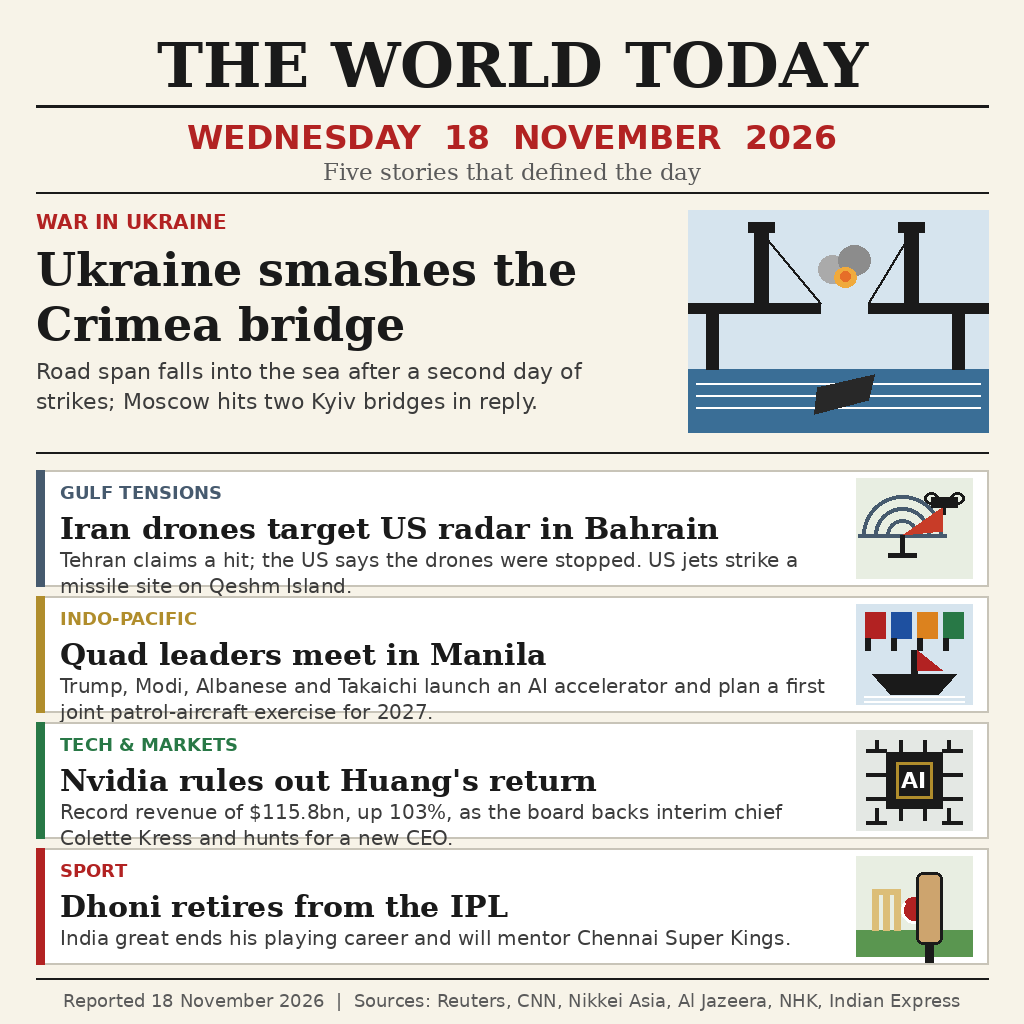 THE WORLD TODAY
WEDNESDAY 18 NOVEMBER 2026
Five stories that defined the day
WAR IN UKRAINE
Ukraine smashes the
Crimea bridge
Road span falls into the sea after a second day of
strikes; Moscow hits two Kyiv bridges in reply.
GULF TENSIONS
Iran drones target US radar in Bahrain
Tehran claims a hit; the US says the drones were stopped. US jets strike a
missile site on Qeshm Island.
INDO-PACIFIC
Quad leaders meet in Manila
Trump, Modi, Albanese and Takaichi launch an AI accelerator and plan a first
joint patrol-aircraft exercise for 2027.
TECH & MARKETS
Nvidia rules out Huang's return
Record revenue of $115.8bn, up 103%, as the board backs interim chief
Colette Kress and hunts for a new CEO.
AI
SPORT
Dhoni retires from the IPL
India great ends his playing career and will mentor Chennai Super Kings.
Reported 18 November 2026 | Sources: Reuters, CNN, Nikkei Asia, Al Jazeera, NHK, Indian Express